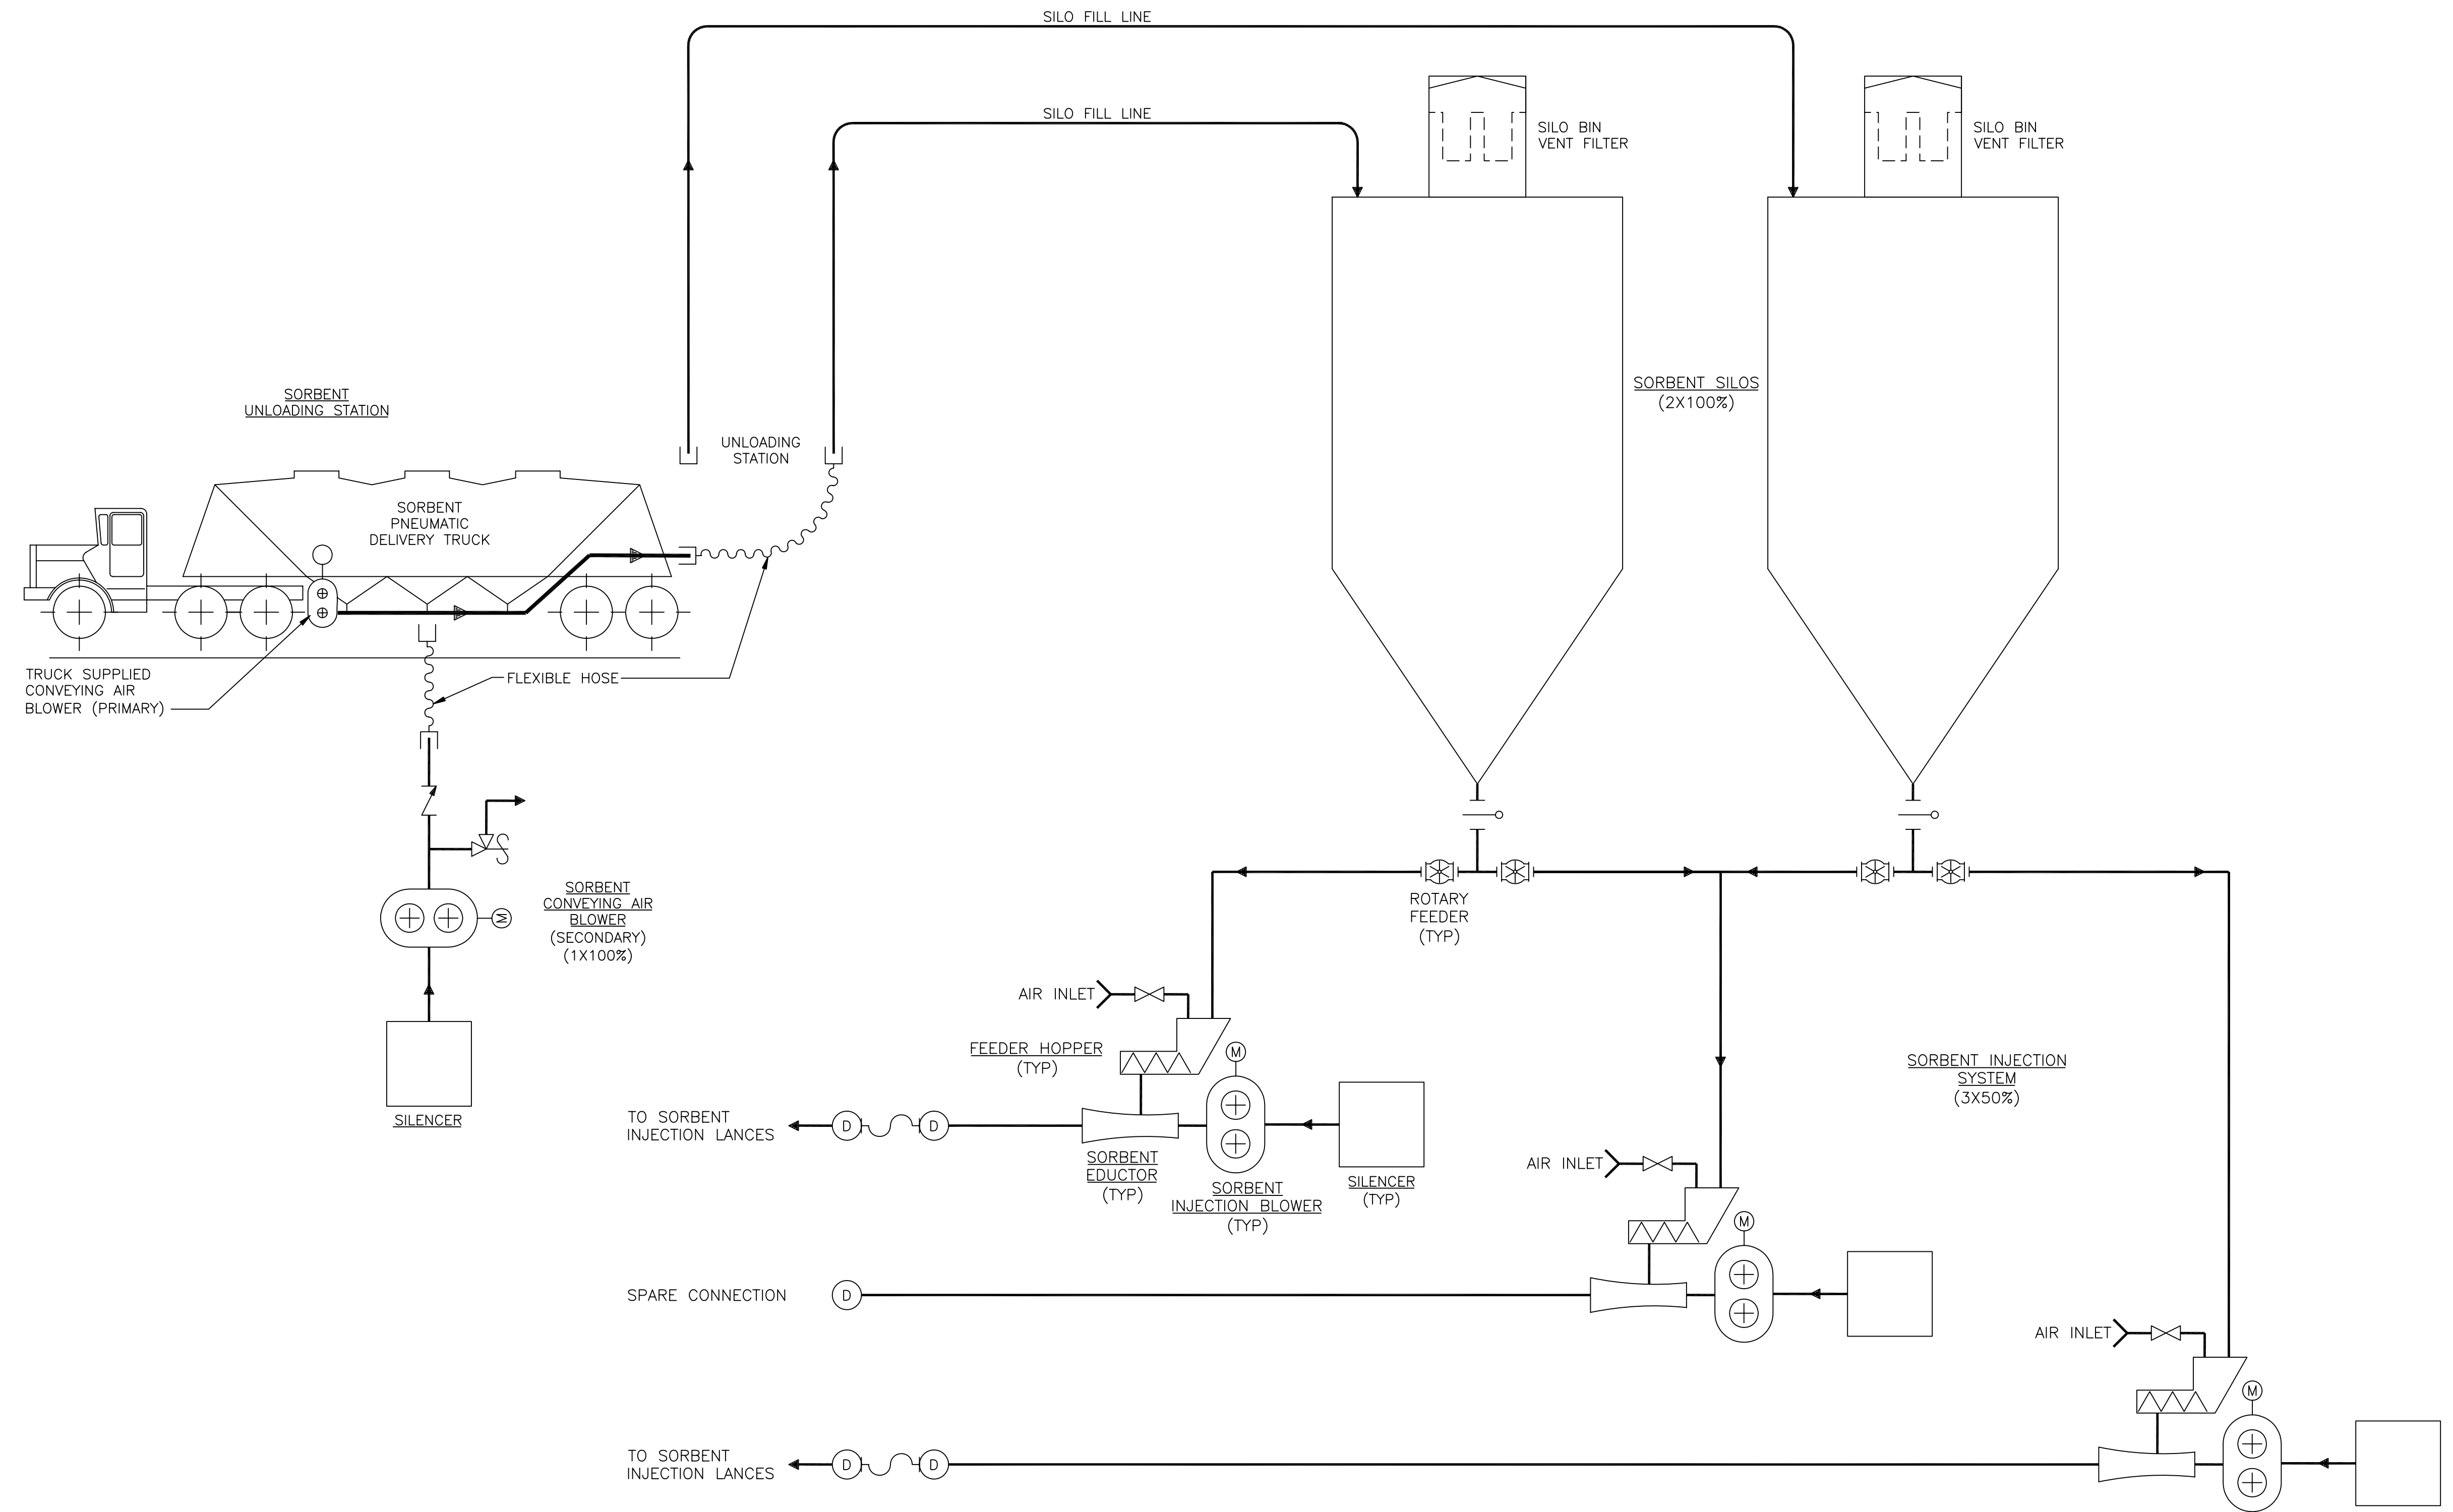 SILO FILL LINE
SILO FILL LINE
SILO BIN
VENT FILTER
SILO BIN
VENT FILTER
SORBENT SILOS
(2X100%)
SORBENT
UNLOADING STATION
UNLOADING
STATION
SORBENT
PNEUMATIC
DELIVERY TRUCK
TRUCK SUPPLIED
CONVEYING AIR
BLOWER (PRIMARY)
FLEXIBLE HOSE
SORBENT
CONVEYING AIR
BLOWER
(SECONDARY)
(1X100%)
M
SILENCER
ROTARY
FEEDER
(TYP)
AIR INLET
FEEDER HOPPER
(TYP)
M
TO SORBENT
INJECTION LANCES
D
D
SORBENT
EDUCTOR
(TYP)
SORBENT
INJECTION BLOWER
(TYP)
SILENCER
(TYP)
SORBENT INJECTION
SYSTEM
(3X50%)
AIR INLET
M
SPARE CONNECTION
D
AIR INLET
M
TO SORBENT
INJECTION LANCES
D
D